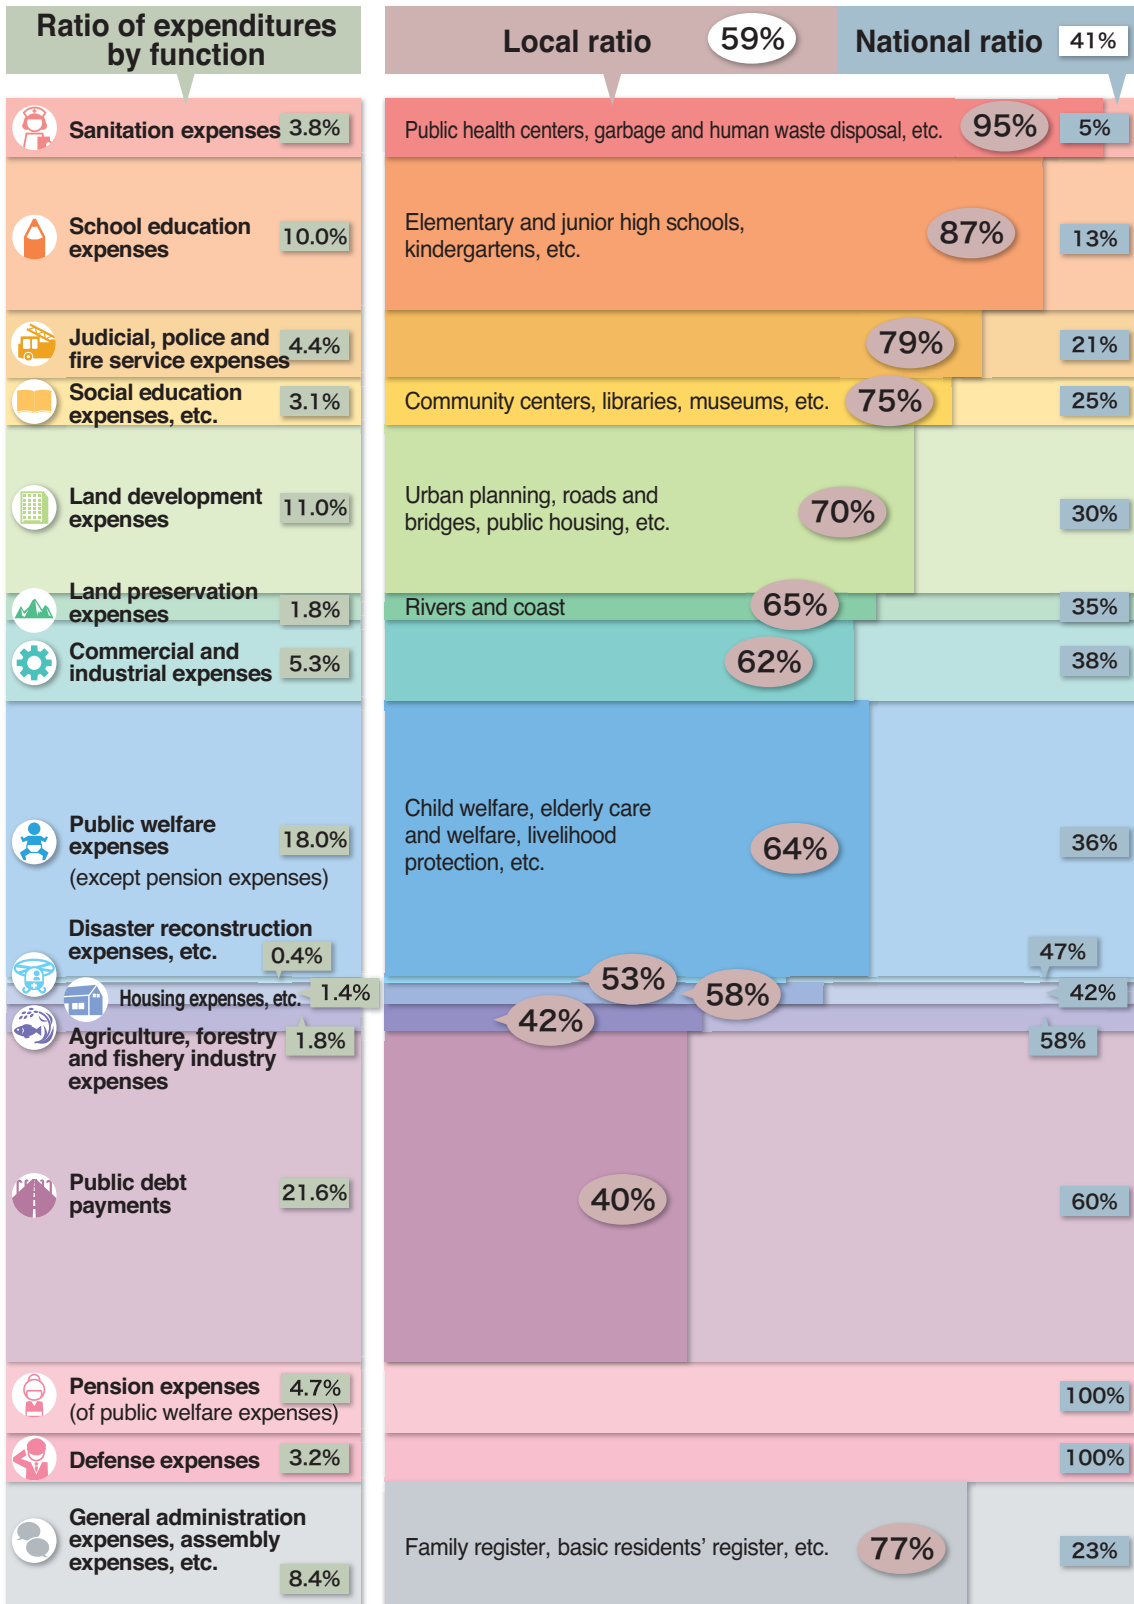 Ratio of expenditures
by function
Local ratio 59%
National ratio 41%
Sanitation expenses 3.8%
Public health centers, garbage and human waste disposal, etc. 95% 5%
School education
expenses
10.0%
Elementary and junior high schools,
kindergartens, etc.
87% 13%
Judicial, police and
fire service expenses
4.4%
79% 21%
Social education
expenses, etc.
3.1%
Community centers, libraries, museums, etc. 75% 25%
Land development
expenses
11.0%
Urban planning, roads and
bridges, public housing, etc.
70% 30%
Land preservation
expenses
1.8%
Rivers and coast 65% 35%
Commercial and
industrial expenses
5.3%
62% 38%
Public welfare
expenses
(except pension expenses)
18.0%
Child welfare, elderly care
and welfare, livelihood
protection, etc.
64% 36%
Disaster reconstruction
expenses, etc.
0.4%
53% 47%
Housing expenses, etc. 1.4%
58% 42%
Agriculture, forestry
and fishery industry
expenses
1.8%
42% 58%
Public debt
payments
21.6%
40% 60%
Pension expenses
(of public welfare expenses)
4.7%
100%
Defense expenses 3.2%
100%
General administration
expenses, assembly
expenses, etc.
8.4%
Family register, basic residents’ register, etc. 77% 23%